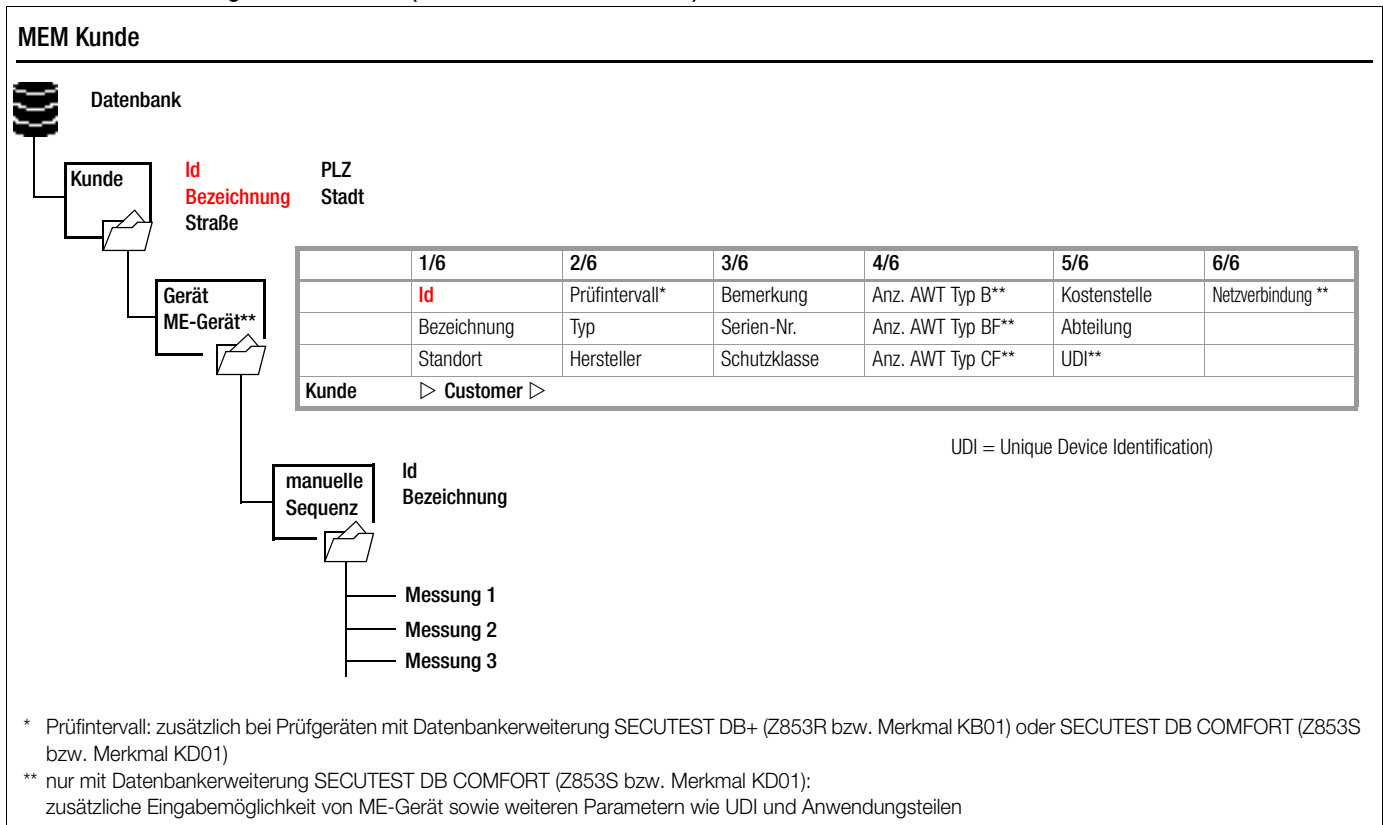 MEM Kunde
Datenbank
Kunde
Id PLZ
Bezeichnung Stadt
Straße
Gerät
ME-Gerät**
1/6 2/6 3/6 4/6 5/6 6/6
Id Prüfintervall* Bemerkung Anz. AWT Typ B** Kostenstelle Netzverbindung **
Bezeichnung Typ Serien-Nr. Anz. AWT Typ BF** Abteilung
Standort Hersteller Schutzklasse Anz. AWT Typ CF** UDI**
Kunde ▷ Customer ▷
UDI = Unique Device Identification)
manuelle
Sequenz
Id
Bezeichnung
Messung 1
Messung 2
Messung 3
* Prüfintervall: zusätzlich bei Prüfgeräten mit Datenbankerweiterung SECUTEST DB+ (Z853R bzw. Merkmal KB01) oder SECUTEST DB COMFORT (Z853S
bzw. Merkmal KD01)
** nur mit Datenbankerweiterung SECUTEST DB COMFORT (Z853S bzw. Merkmal KD01):
zusätzliche Eingabemöglichkeit von ME-Gerät sowie weiteren Parametern wie UDI und Anwendungsteilen